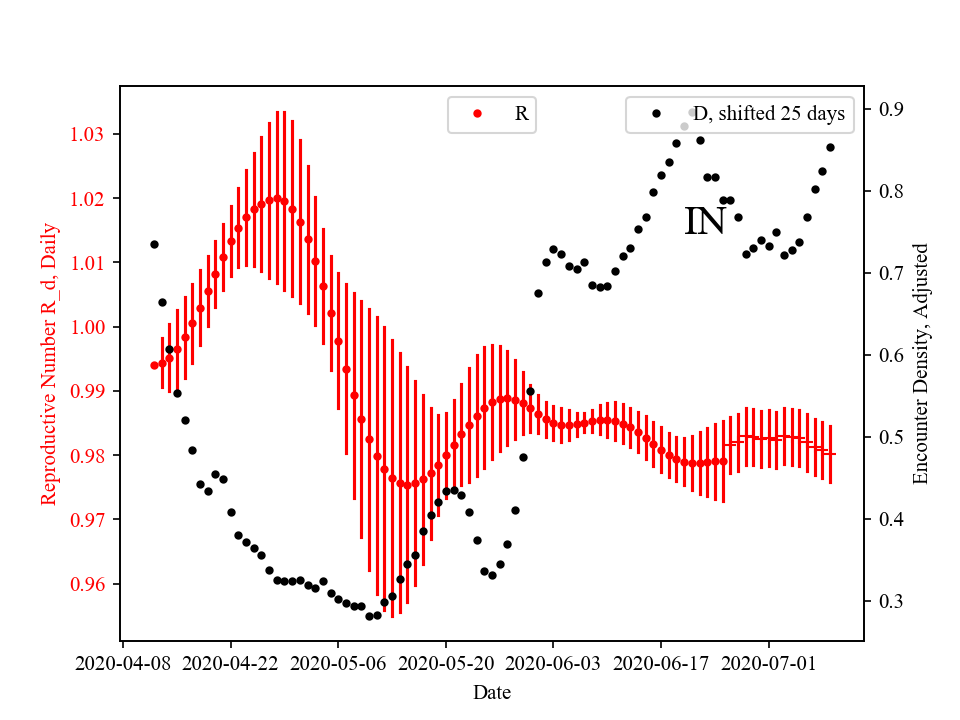 R
D, shifted 25 days
IN
Reproductive Number R_d, Daily
1.03
1.02
1.01
1.00
0.99
0.98
0.97
0.96
0.9
0.8
0.7
0.6
0.5
0.4
0.3
Encounter Density, Adjusted
2020-04-08 2020-04-22 2020-05-06 2020-05-20 2020-06-03 2020-06-17 2020-07-01
Date